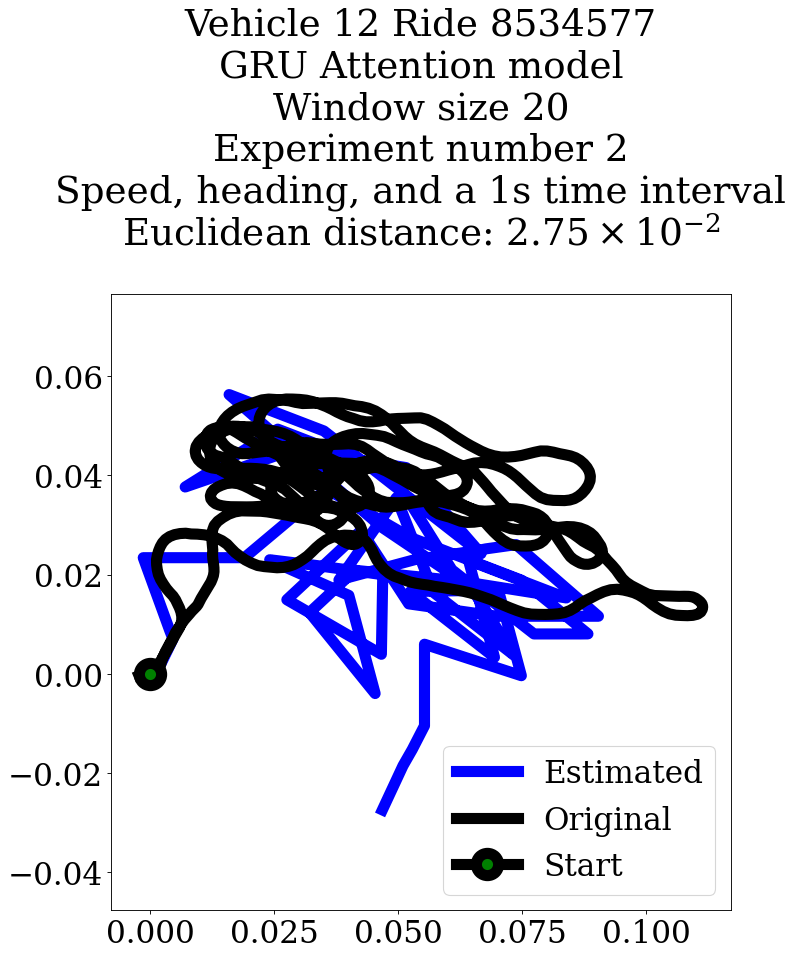 Vehicle 12 Ride 8534577
GRU Attention model
Window size 20
Experiment number 2
Speed, heading, and a 1s time interval
Euclidean distance: 2.75 × 10⁻²
0.06
0.04
0.02
0.00
−0.02
−0.04
0.000 0.025 0.050 0.075 0.100
Estimated
Original
Start